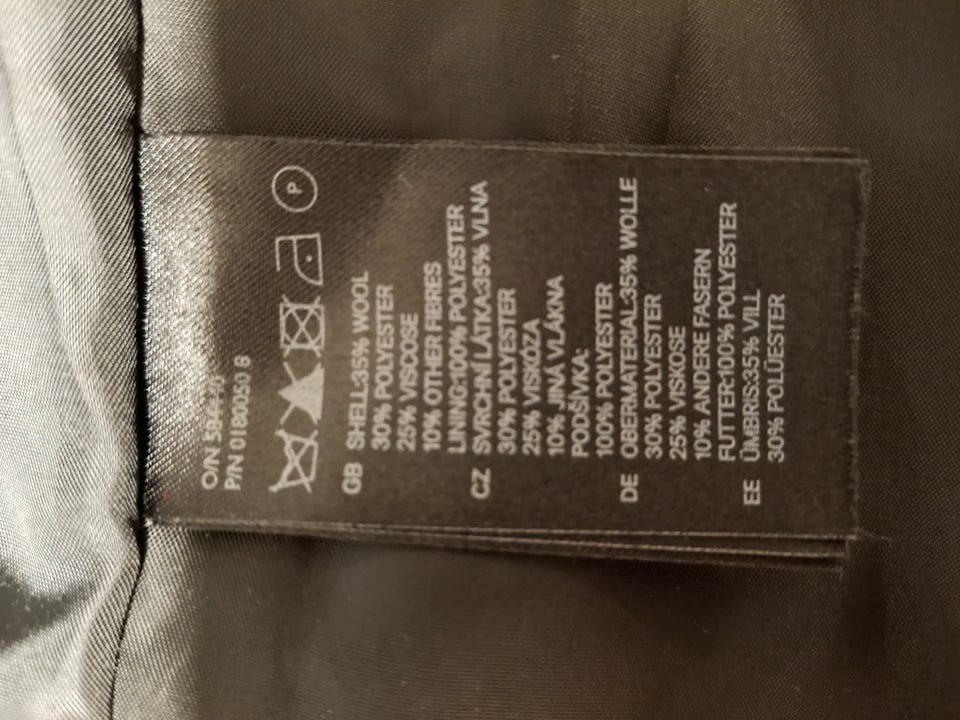 O/N
P/N 0180050 8
P
GB SHELL:35% WOOL
30% POLYESTER
25% VISCOSE
10% OTHER FIBRES
LINING:100% POLYESTER
CZ SVRCHNÍ LÁTKA:35% VLNA
30% POLYESTER
25% VISKÓZA
10% JINÁ VLÁKNA
PODŠÍVKA:
100% POLYESTER
DE OBERMATERIAL:35% WOLLE
30% POLYESTER
25% VISKOSE
10% ANDERE FASERN
FUTTER:100% POLYESTER
EE ÜMBRIS:35% VILL
30% POLÜESTER